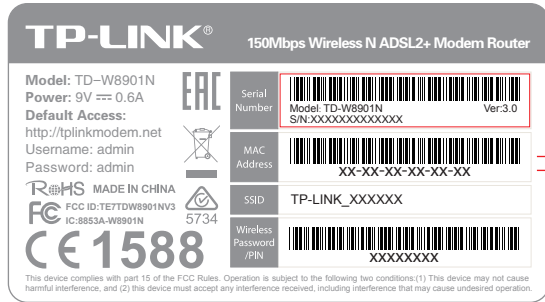 TP-LINK®
150Mbps Wireless N ADSL2+ Modem Router
Model: TD-W8901N
Power: 9V ⎓ 0.6A
Default Access:
http://tplinkmodem.net
Username: admin
Password: admin
EAC
RoHS MADE IN CHINA
FC FCC ID:TE7TDW8901NV3
IC:8853A-W8901N
5734
CE1588
Serial
Number
Model: TD-W8901N Ver:3.0
S/N:XXXXXXXXXXXXX
MAC
Address
XX-XX-XX-XX-XX-XX
SSID
TP-LINK_XXXXXX
Wireless
Password
/PIN
XXXXXXXX
This device complies with part 15 of the FCC Rules. Operation is subject to the following two conditions:(1) This device may not cause
harmful interference, and (2) this device must accept any interference received, including interference that may cause undesired operation.